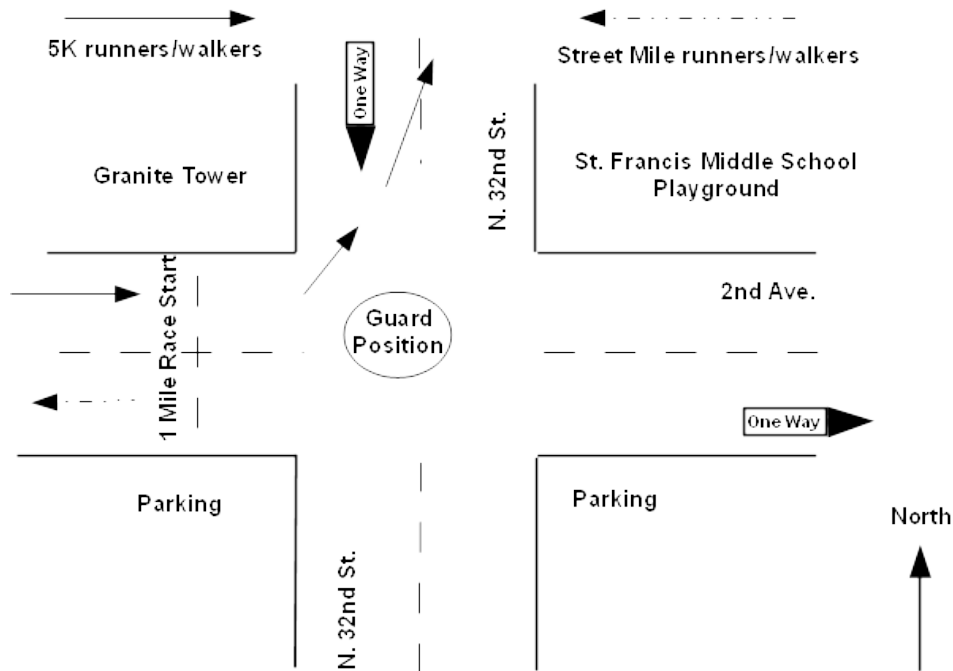 5K runners/walkers
One Way
Street Mile runners/walkers
Granite Tower
N. 32nd St.
St. Francis Middle School
Playground
1 Mile Race Start
2nd Ave.
Guard
Position
One Way
Parking
Parking
North
N. 32nd St.